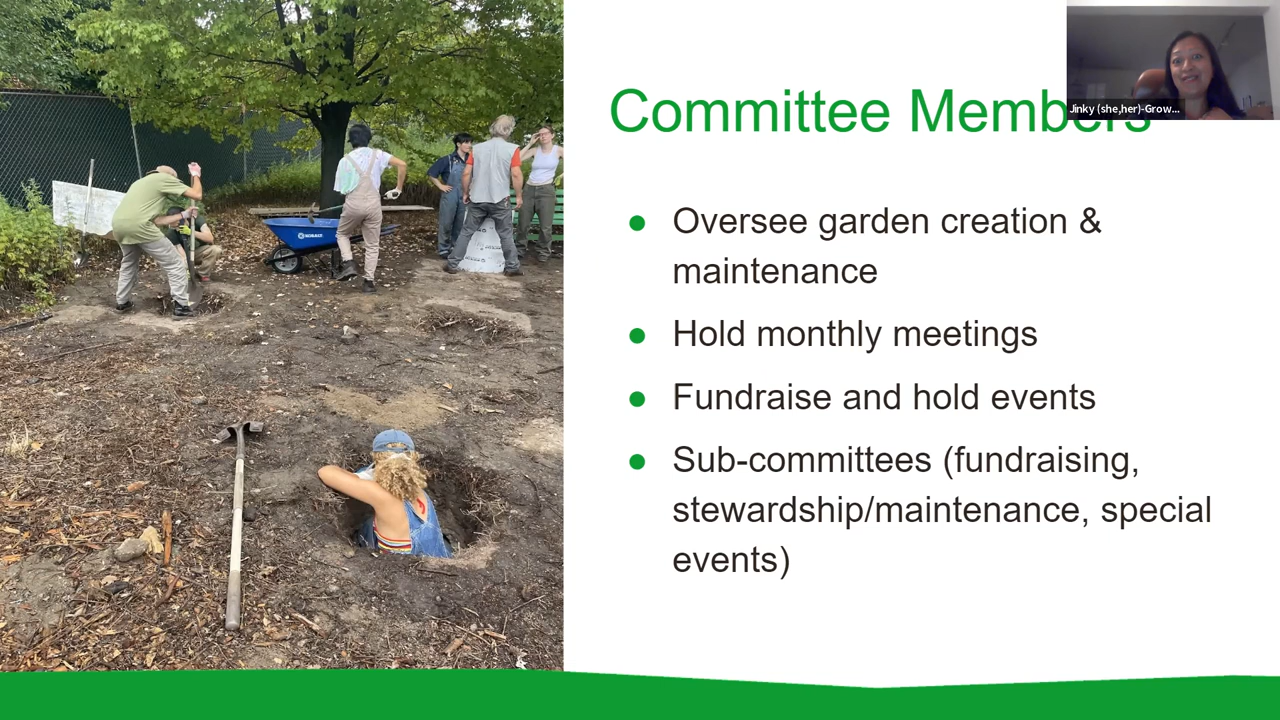 Committee Members
Jinky (she,her)-Grow...
● Oversee garden creation &
maintenance
● Hold monthly meetings
● Fundraise and hold events
● Sub-committees (fundraising,
stewardship/maintenance, special
events)
KOBALT